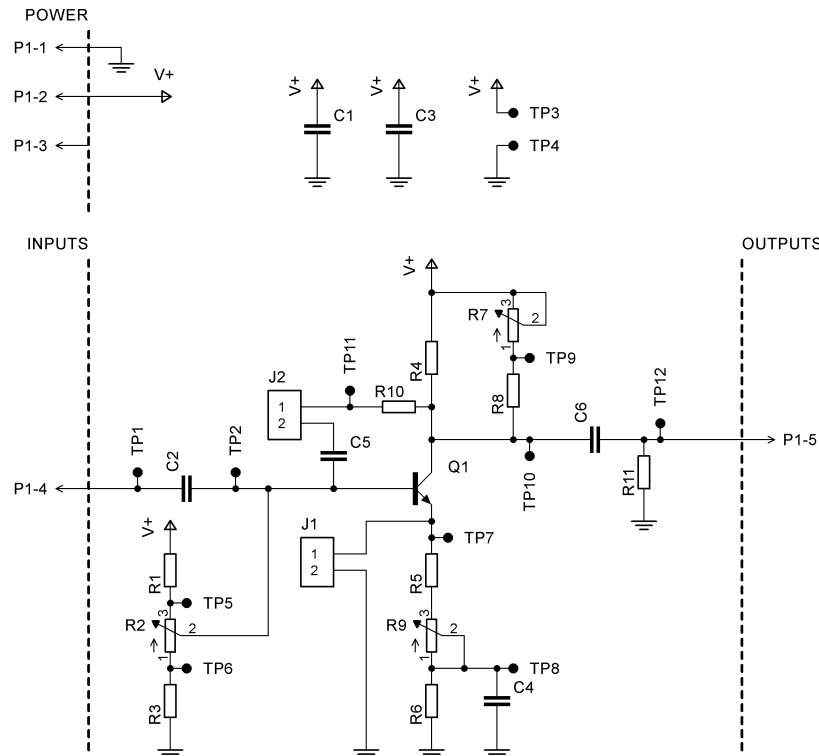 POWER
P1-1
V+
P1-2
P1-3
V+
C1
V+
C3
V+
TP3
TP4
INPUTS
OUTPUTS
V+
R7
3
2
1
TP9
R4
TP11
R10
R8
J2
1
2
C5
C6
TP12
P1-5
TP1
C2
TP2
Q1
TP10
R11
P1-4
V+
J1
1
2
TP7
R1
R5
TP5
R2
3
2
1
R9
3
2
1
TP6
TP8
R3
R6
C4